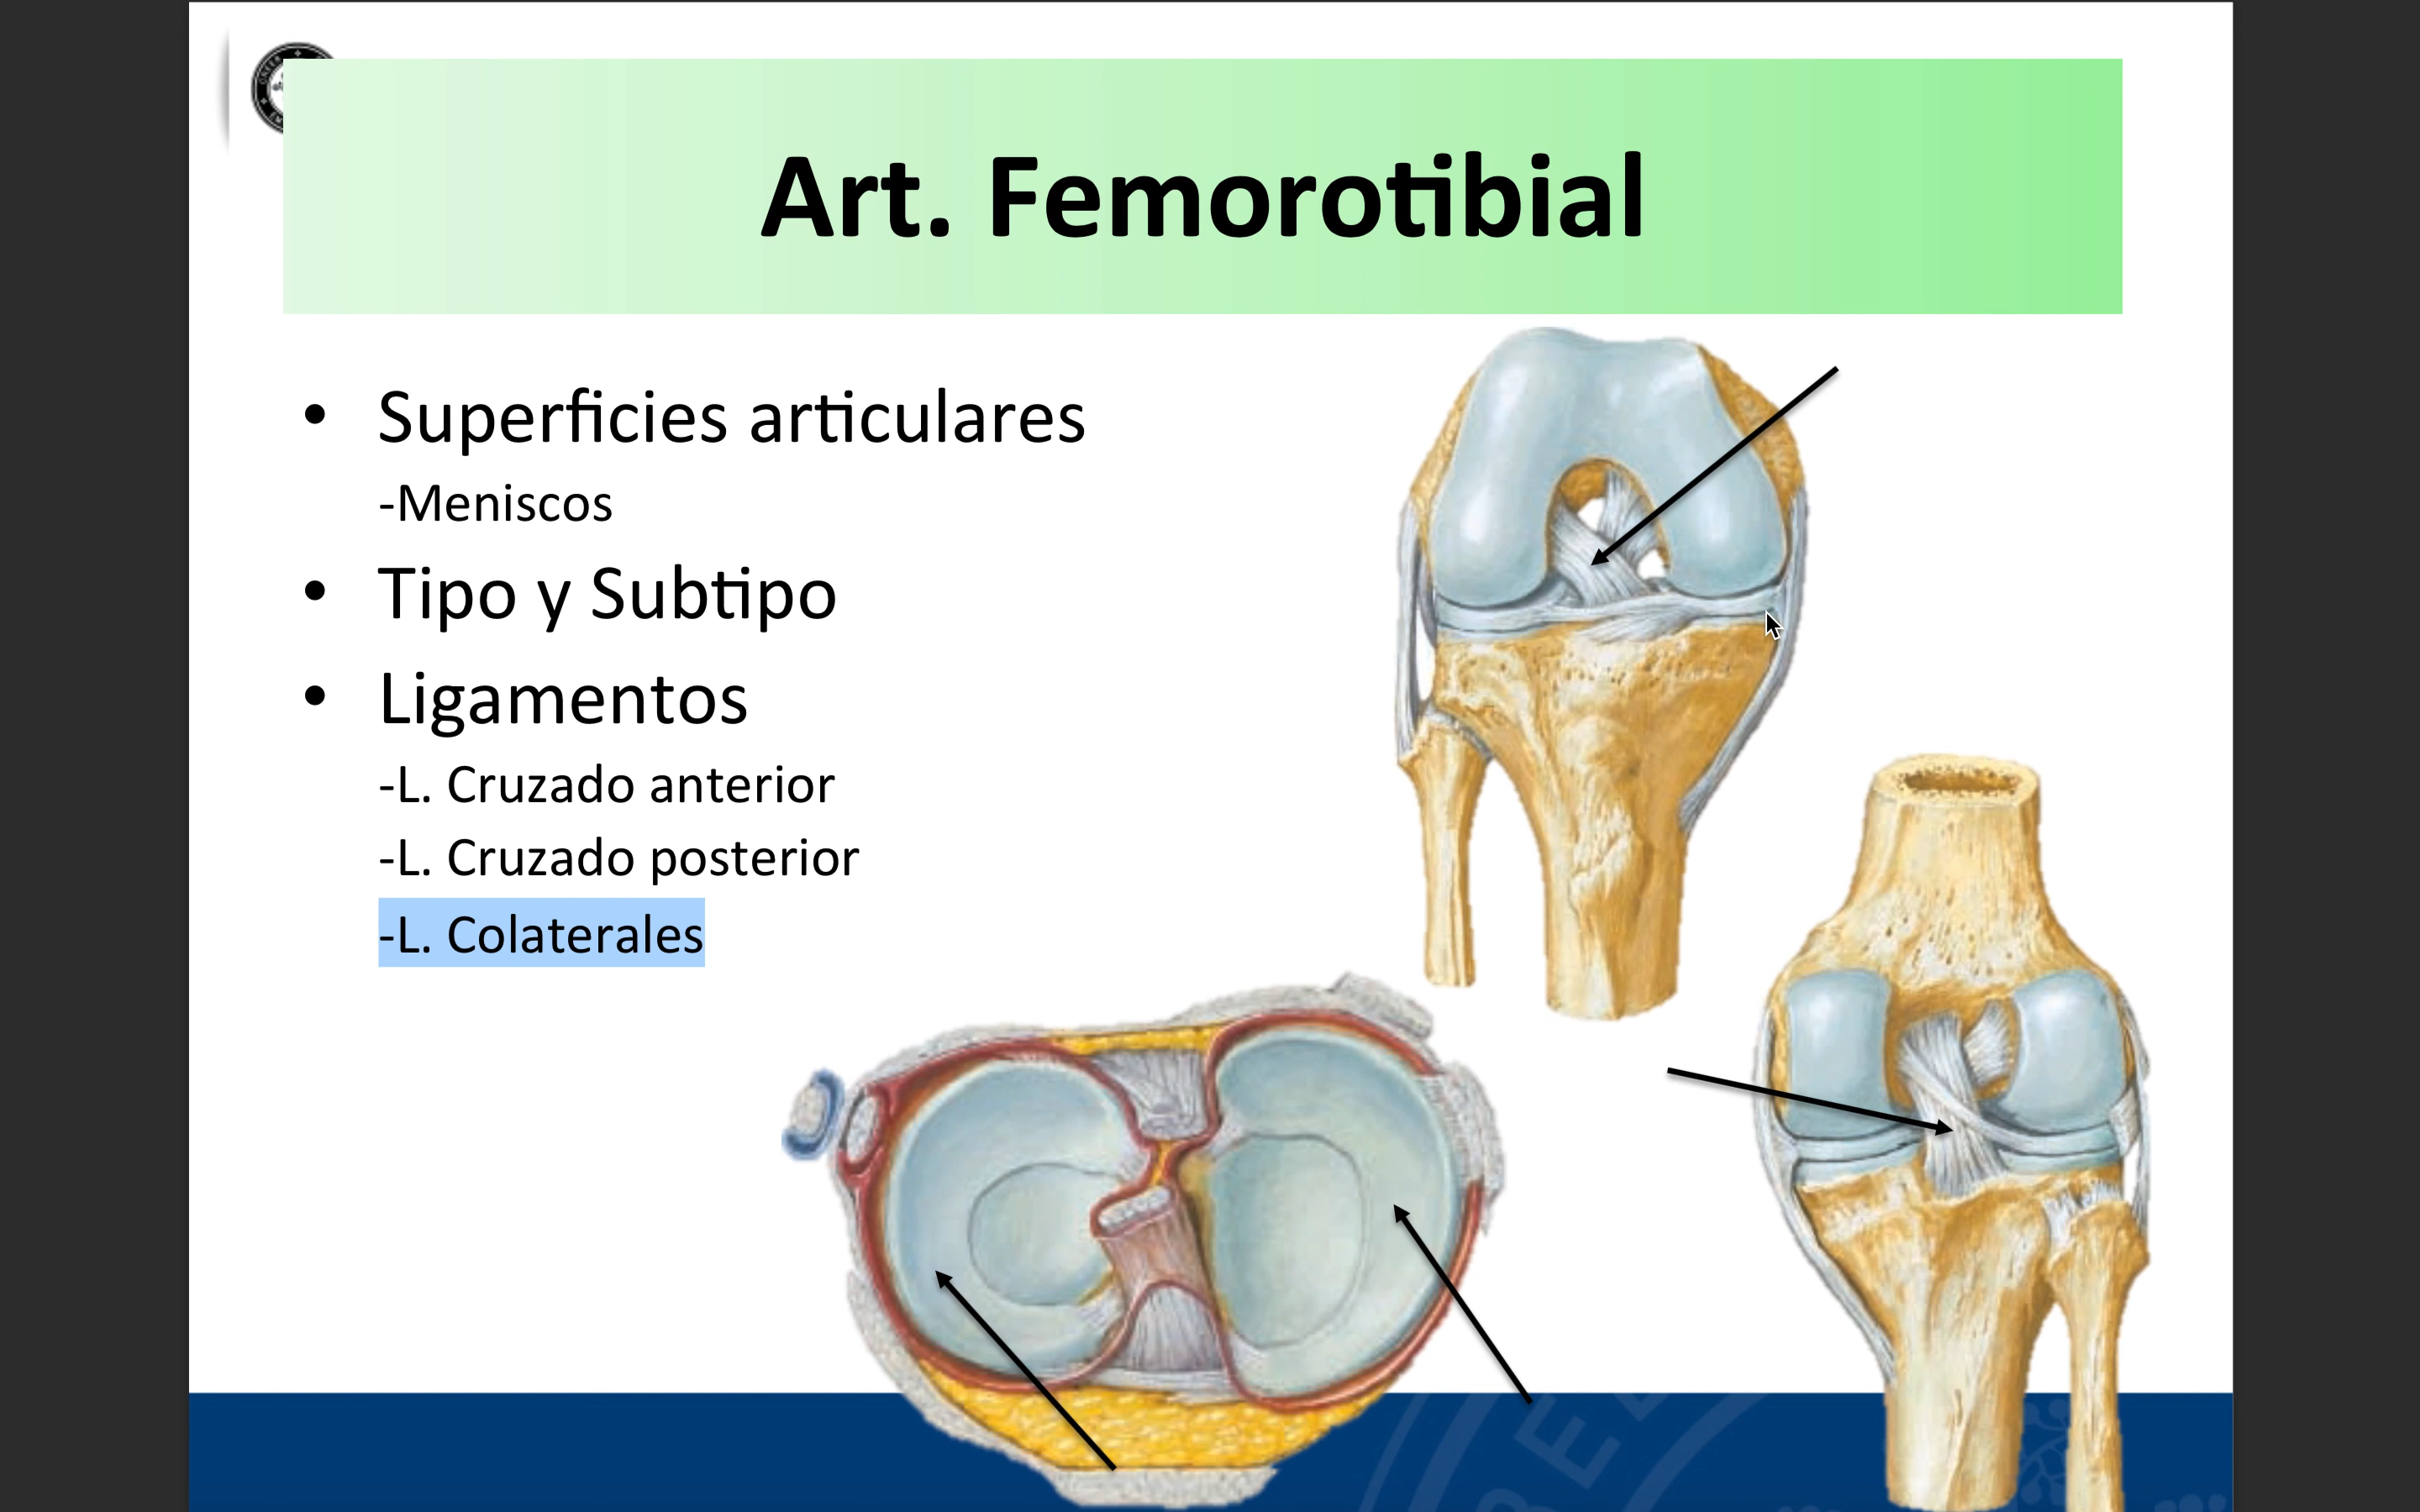 Art. Femorotibial
• Superficies articulares
-Meniscos
• Tipo y Subtipo
• Ligamentos
-L. Cruzado anterior
-L. Cruzado posterior
-L. Colaterales